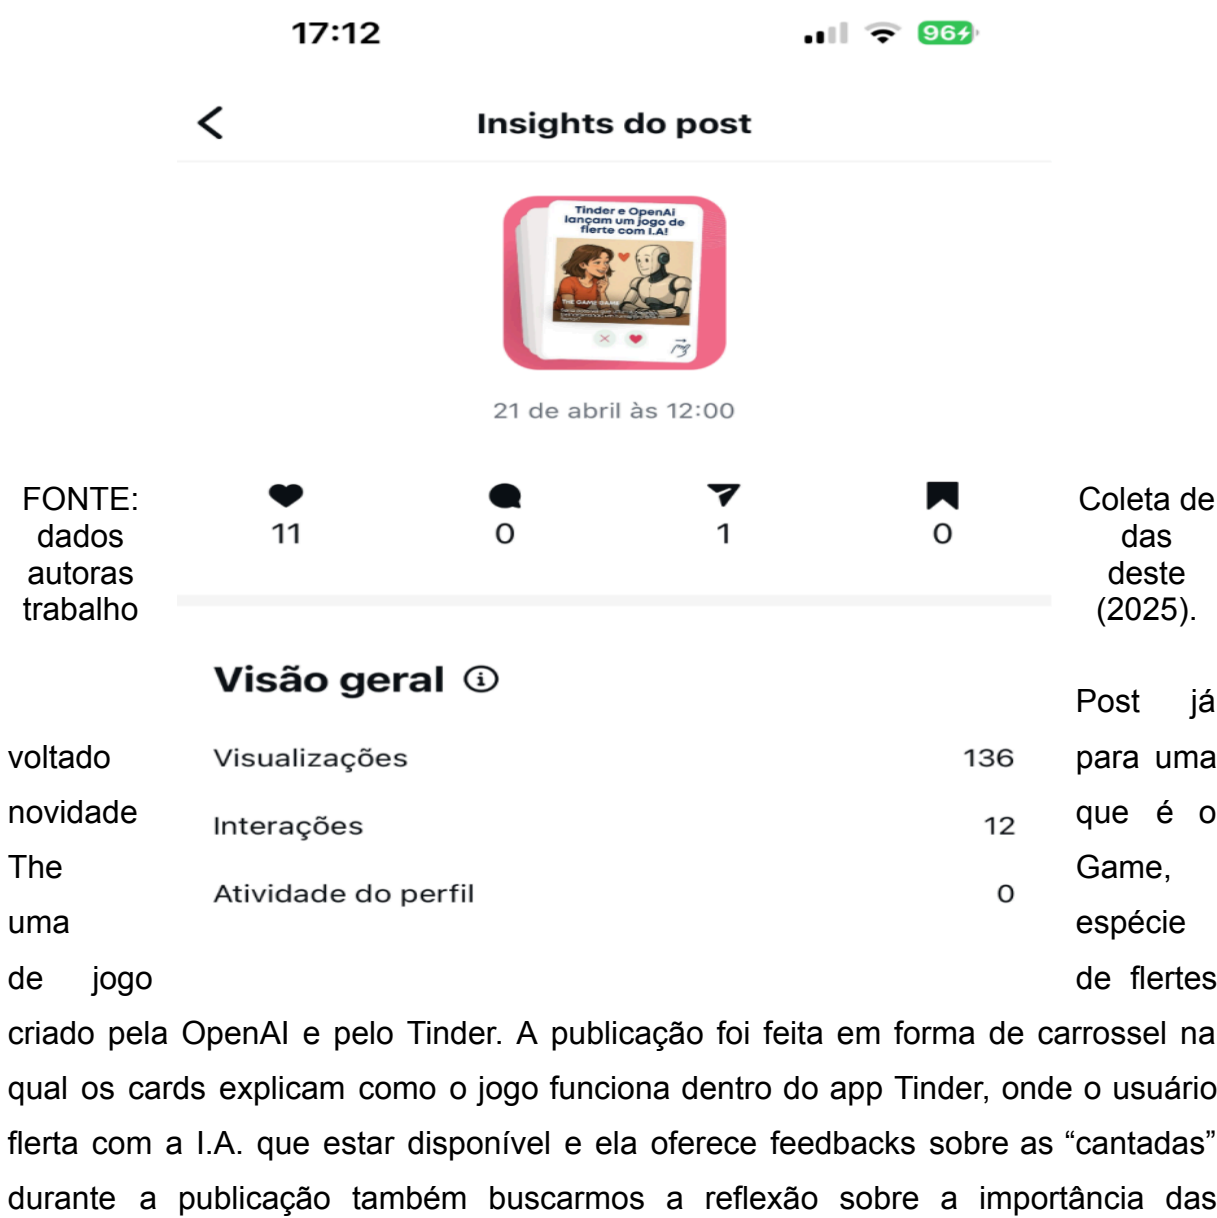 17:12
96
Insights do post
Tinder e OpenAi
lançam um jogo de
flerte com I.A!
THE GAME GAME
21 de abril às 12:00
11 0 1 0
FONTE: Coleta de
dados das
autoras deste
trabalho (2025).
Visão geral
Post já
voltado para uma
Visualizações 136
novidade que é o
Interações 12
The Game,
Atividade do perfil 0
uma espécie
de jogo de flertes
criado pela OpenAI e pelo Tinder. A publicação foi feita em forma de carrossel na
qual os cards explicam como o jogo funciona dentro do app Tinder, onde o usuário
flerta com a I.A. que estar disponível e ela oferece feedbacks sobre as “cantadas”
durante a publicação também buscarmos a reflexão sobre a importância das